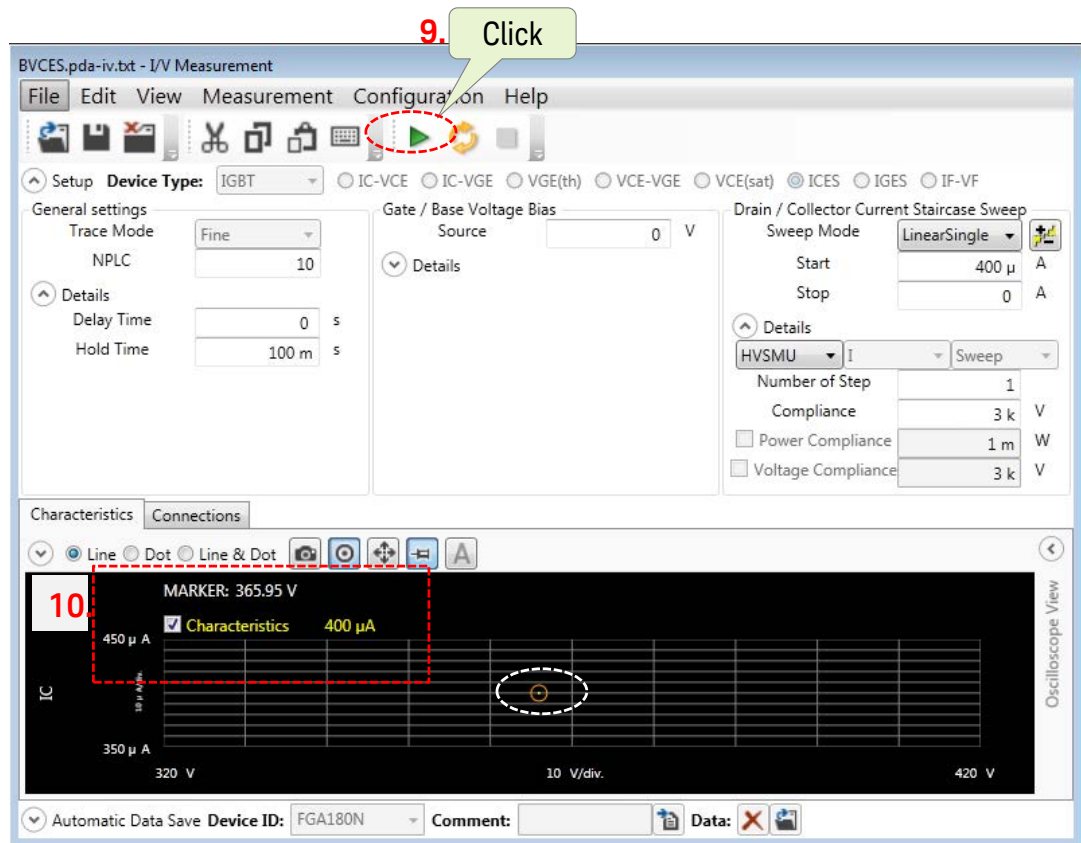 9. Click
BVCES.pda-iv.txt - I/V Measurement
File Edit View Measurement Configuration Help
Setup Device Type: IGBT IC-VCE IC-VGE VGE(th) VCE-VGE VCE(sat) ICES IGES IF-VF
General settings Gate / Base Voltage Bias Drain / Collector Current Staircase Sweep
Trace Mode Fine Source 0 V Sweep Mode LinearSingle
NPLC 10 Details Start 400 µ A
Details Stop 0 A
Delay Time 0 s Details
Hold Time 100 m s HVSMU I Sweep
Number of Step 1
Compliance 3 k V
Power Compliance 1 m W
Voltage Compliance 3 k V
Characteristics Connections
Line Dot Line & Dot A
10. MARKER: 365.95 V
Characteristics 400 µA
450 µ A
IC
10 µ A/div.
350 µ A
320 V 10 V/div. 420 V
Oscilloscope View
Automatic Data Save Device ID: FGA180N Comment: Data: